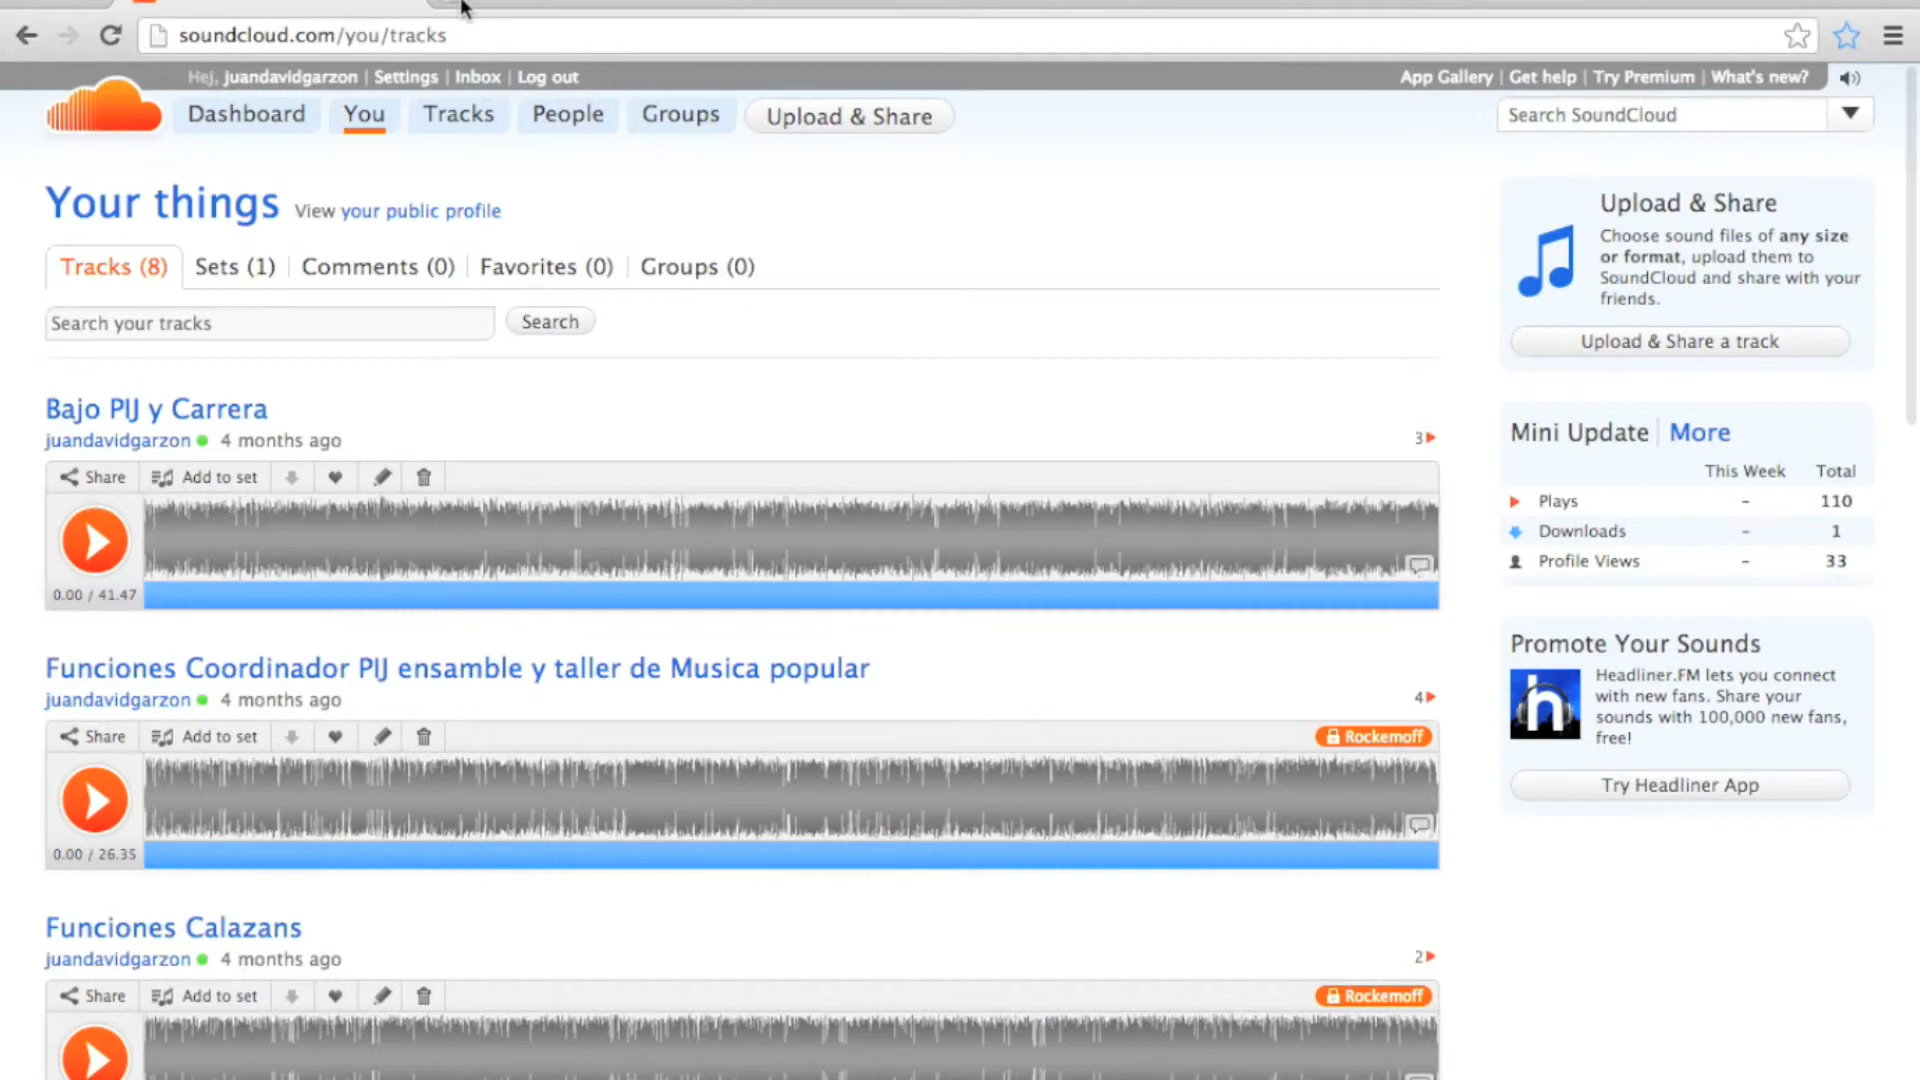 soundcloud.com/you/tracks
Hej, juandavidgarzon | Settings | Inbox | Log out
App Gallery | Get help | Try Premium | What's new?
Dashboard You Tracks People Groups Upload & Share
Search SoundCloud
Your things View your public profile
Tracks (8) Sets (1) Comments (0) Favorites (0) Groups (0)
Search your tracks Search
Bajo PIJ y Carrera
juandavidgarzon 4 months ago
3
Share Add to set
0.00 / 41.47
Funciones Coordinador PIJ ensamble y taller de Musica popular
juandavidgarzon 4 months ago
4
Share Add to set
Rockemoff
0.00 / 26.35
Funciones Calazans
juandavidgarzon 4 months ago
2
Share Add to set
Rockemoff
Upload & Share
Choose sound files of any size
or format, upload them to
SoundCloud and share with your
friends.
Upload & Share a track
Mini Update More
This Week Total
Plays - 110
Downloads - 1
Profile Views - 33
Promote Your Sounds
h
Headliner.FM lets you connect
with new fans. Share your
sounds with 100,000 new fans,
free!
Try Headliner App